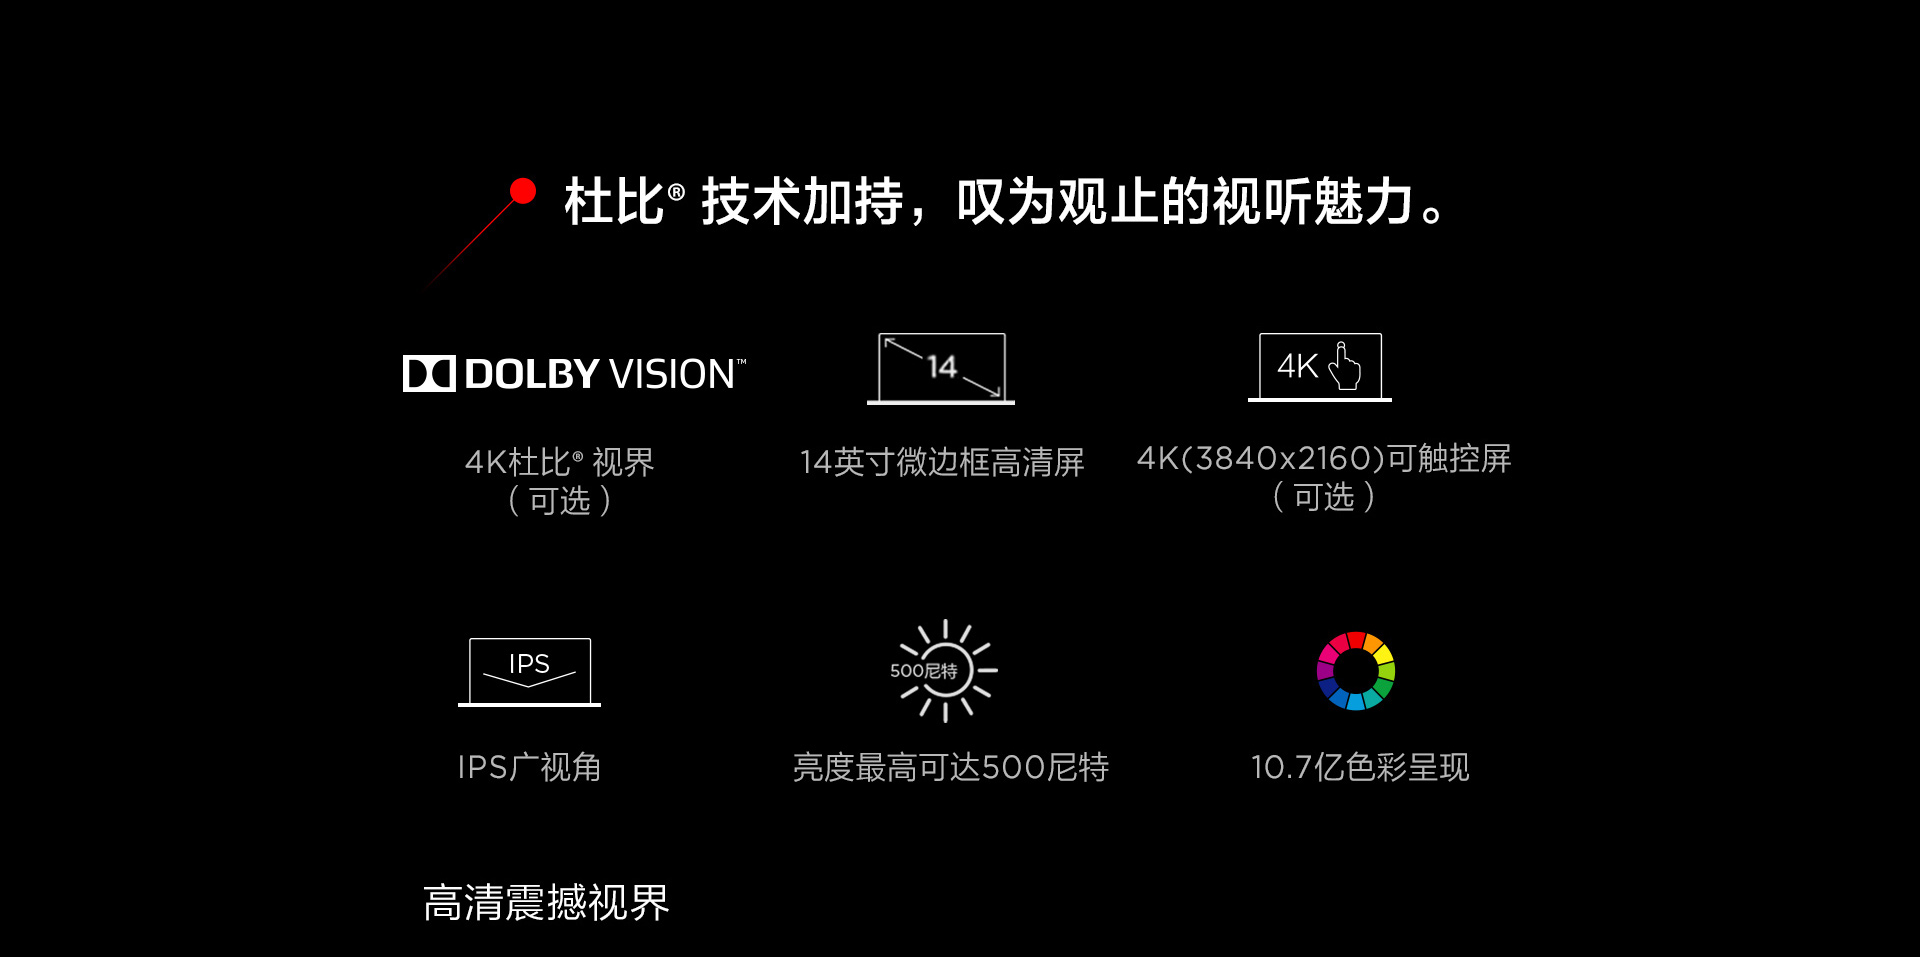 杜比® 技术加持，叹为观止的视听魅力。
DOLBY VISION™
14
4K
4K杜比® 视界
（可选）
14英寸微边框高清屏
4K(3840x2160)可触控屏
（可选）
IPS
500尼特
IPS广视角
亮度最高可达500尼特
10.7亿色彩呈现
高清震撼视界